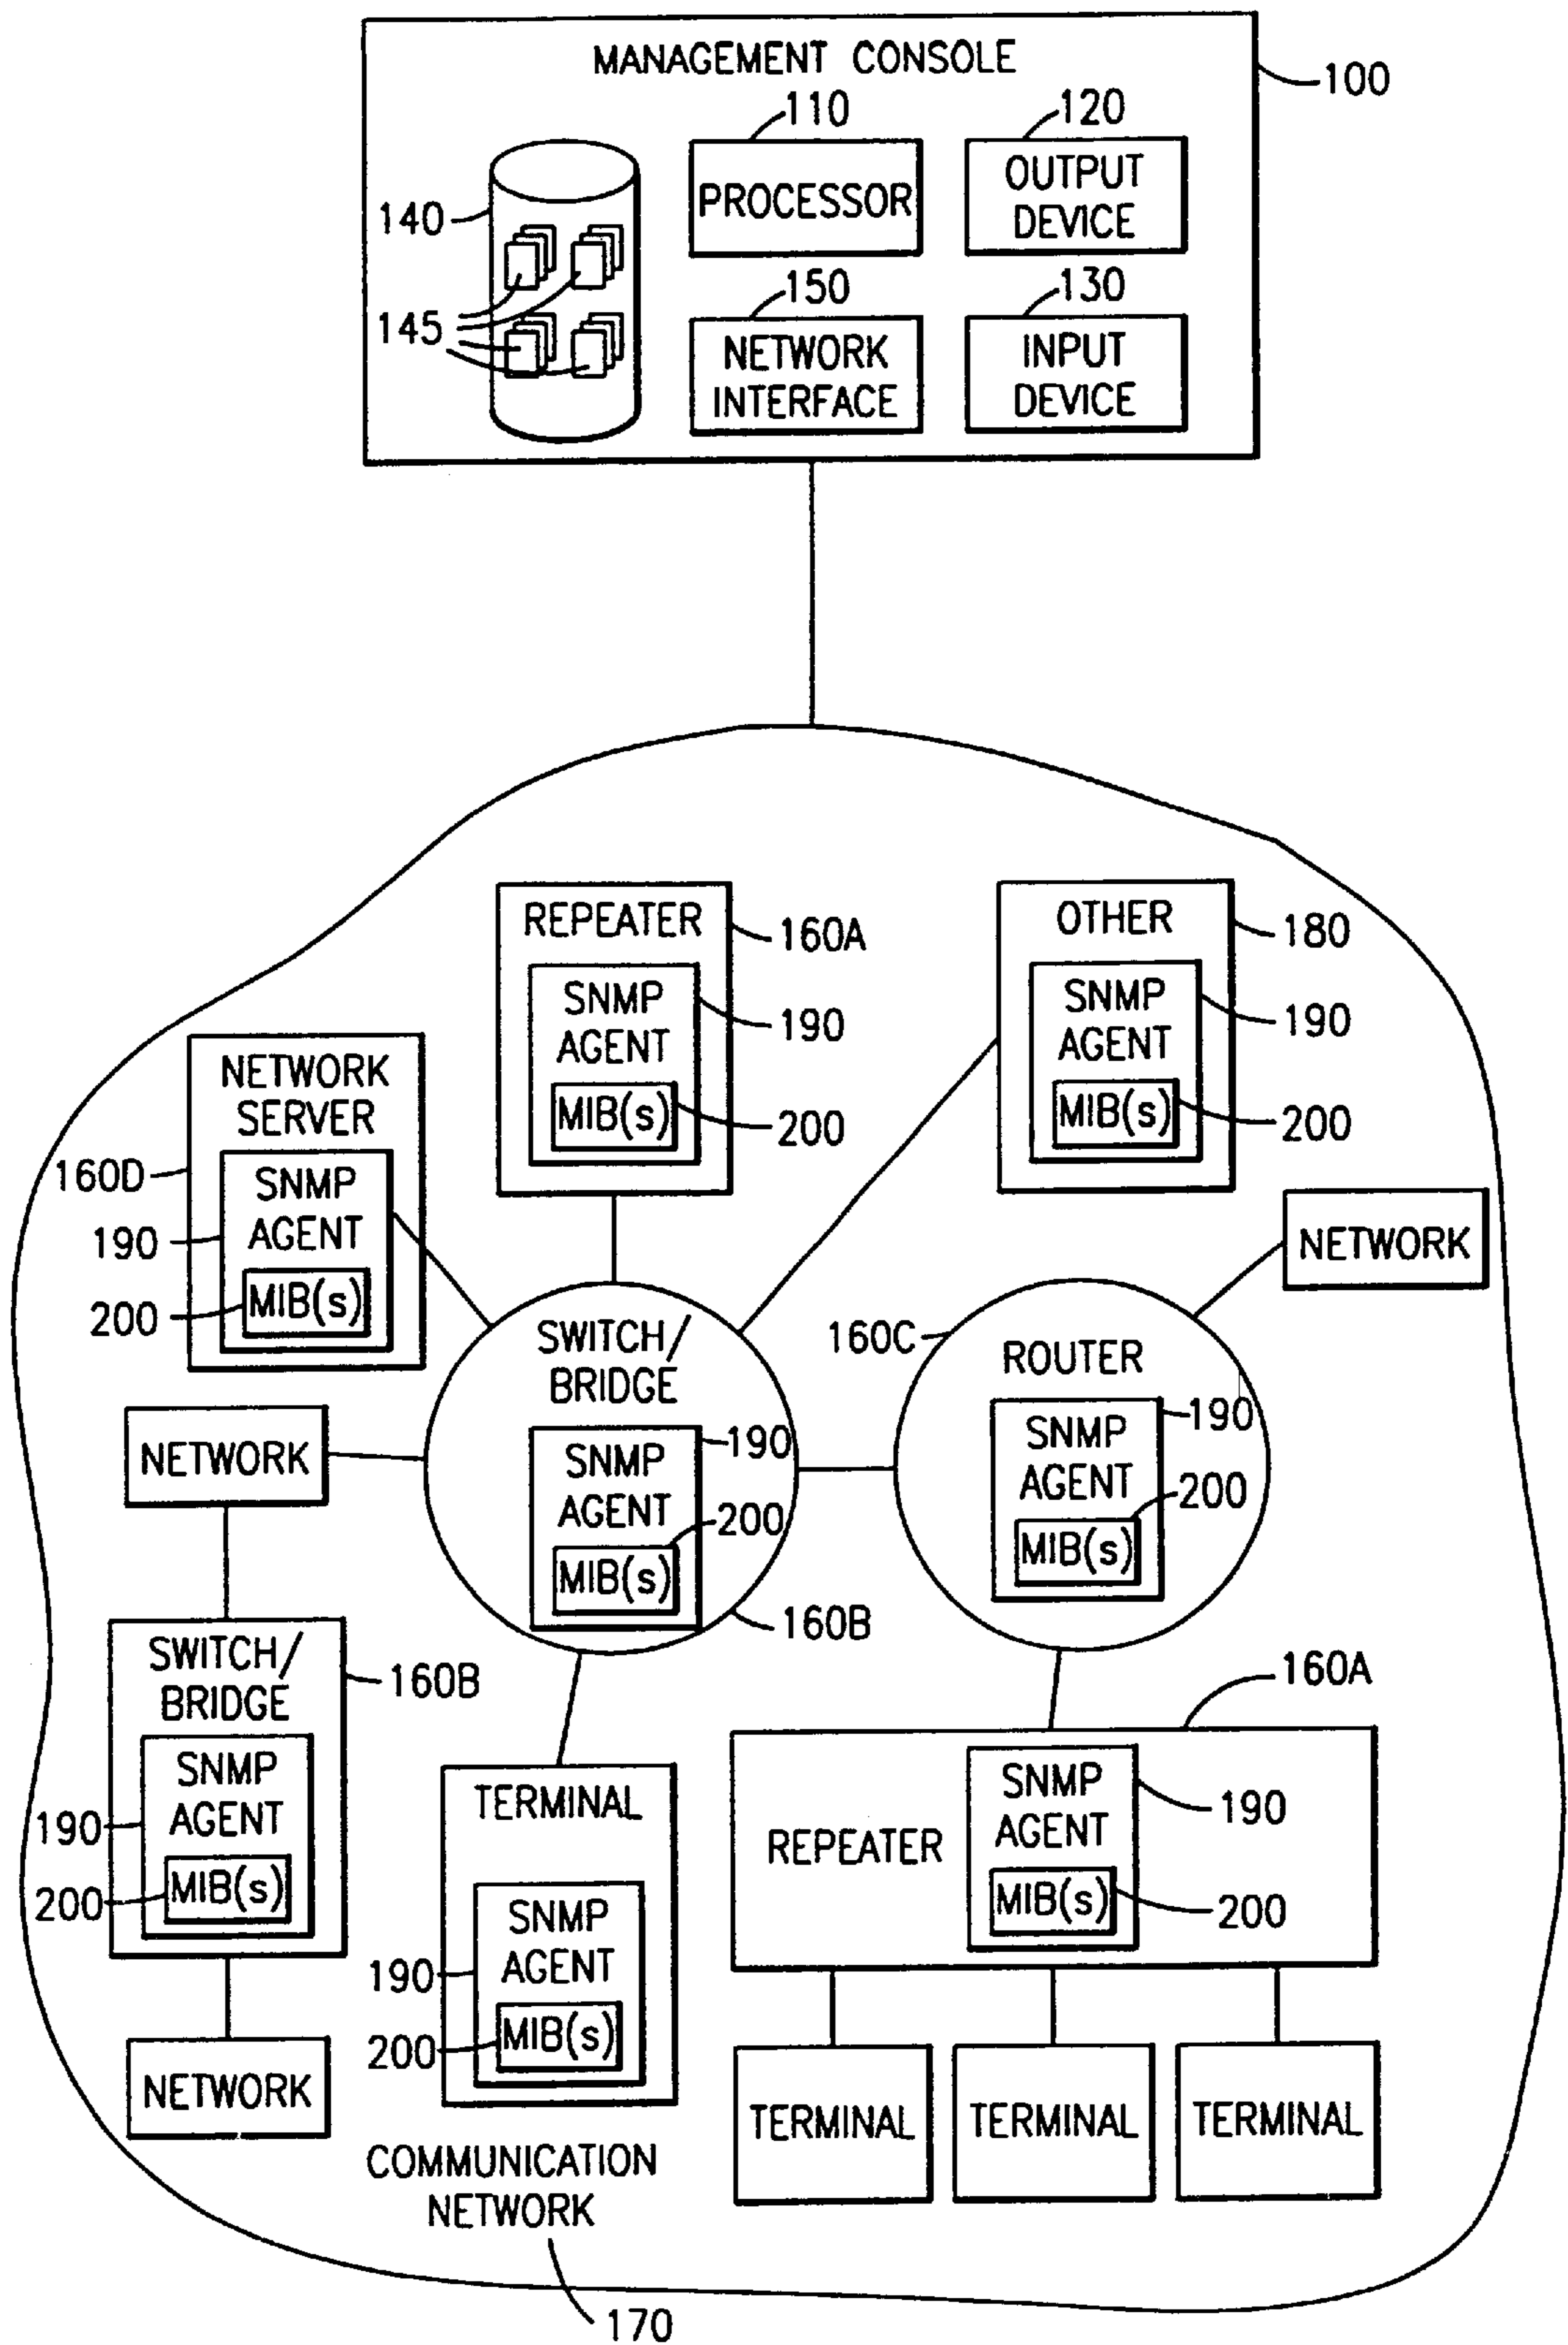 MANAGEMENT CONSOLE
100
110
120
PROCESSOR
OUTPUT
DEVICE
140
150
130
145
NETWORK
INTERFACE
INPUT
DEVICE
REPEATER
160A
SNMP
AGENT
190
MIB(s)
200
OTHER
180
SNMP
AGENT
190
MIB(s)
200
NETWORK
SERVER
160D
SNMP
AGENT
190
MIB(s)
200
NETWORK
SWITCH/
BRIDGE
190
SNMP
AGENT
200
MIB(s)
160B
160C
ROUTER
190
SNMP
AGENT
200
MIB(s)
NETWORK
SWITCH/
BRIDGE
160B
SNMP
AGENT
190
MIB(s)
200
NETWORK
TERMINAL
SNMP
AGENT
190
MIB(s)
200
160A
REPEATER
SNMP
AGENT
190
MIB(s)
200
TERMINAL
TERMINAL
TERMINAL
COMMUNICATION
NETWORK
170